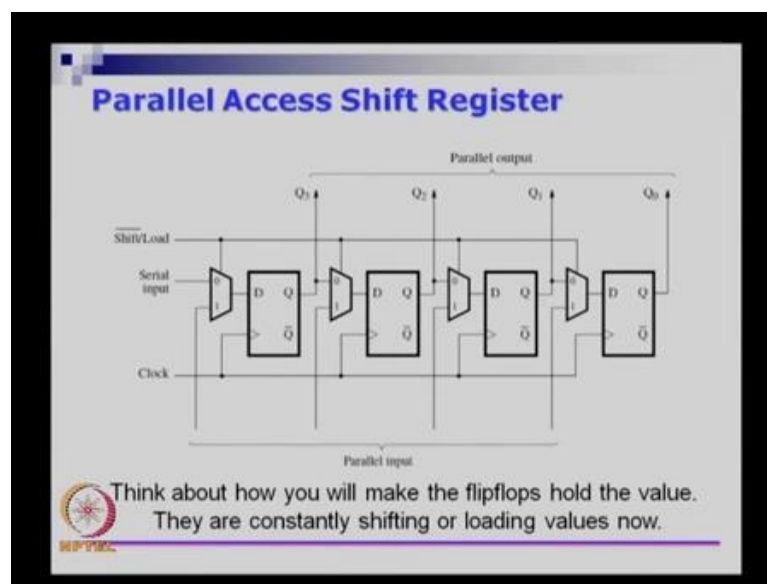 Parallel Access Shift Register
Parallel output
Q3 Q2 Q1 Q0
Shift/Load
Serial input
0 0 0 0
D Q D Q D Q D Q
1 1 1 1
Q Q Q Q
Clock
Parallel input
Think about how you will make the flipflops hold the value.
They are constantly shifting or loading values now.
NPTEL